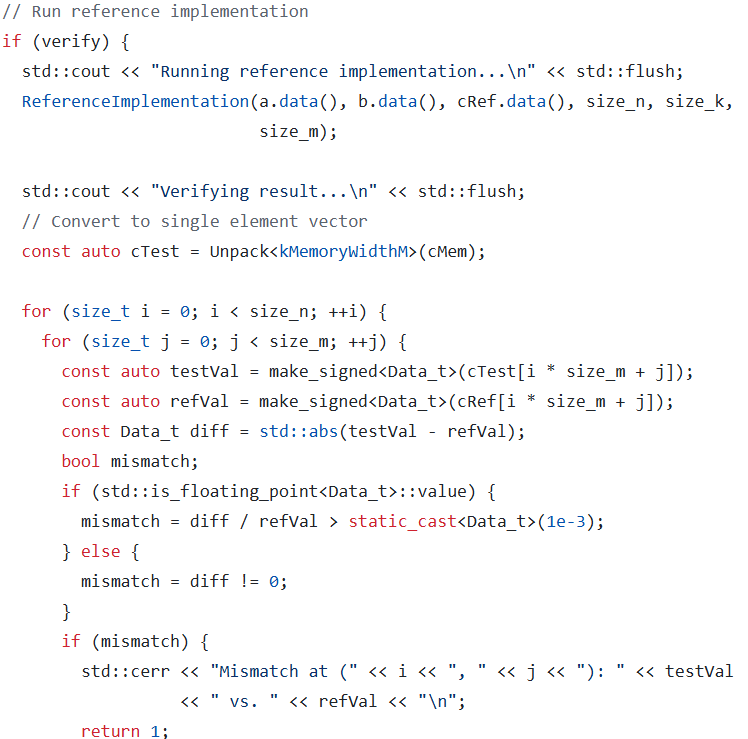 // Run reference implementation
if (verify) {
  std::cout << "Running reference implementation...\n" << std::flush;
  ReferenceImplementation(a.data(), b.data(), cRef.data(), size_n, size_k,
                          size_m);

  std::cout << "Verifying result...\n" << std::flush;
  // Convert to single element vector
  const auto cTest = Unpack<kMemoryWidthM>(cMem);

  for (size_t i = 0; i < size_n; ++i) {
    for (size_t j = 0; j < size_m; ++j) {
      const auto testVal = make_signed<Data_t>(cTest[i * size_m + j]);
      const auto refVal = make_signed<Data_t>(cRef[i * size_m + j]);
      const Data_t diff = std::abs(testVal - refVal);
      bool mismatch;
      if (std::is_floating_point<Data_t>::value) {
        mismatch = diff / refVal > static_cast<Data_t>(1e-3);
      } else {
        mismatch = diff != 0;
      }
      if (mismatch) {
        std::cerr << "Mismatch at (" << i << ", " << j << "): " << testVal
                  << " vs. " << refVal << "\n";
        return 1;